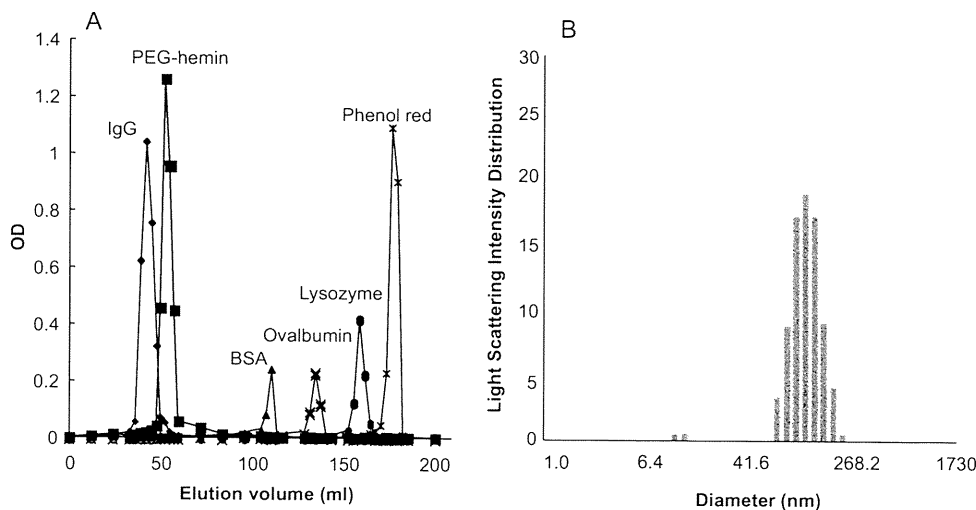 A
1.4
1.2
1
0.8
0.6
0.4
0.2
0
OD
PEG-hemin
IgG
Phenol red
Lysozyme
Ovalbumin
BSA
0 50 100 150 200
Elution volume (ml)
B
30
25
20
15
10
5
0
Light Scattering Intensity Distribution
1.0 6.4 41.6 268.2 1730
Diameter (nm)